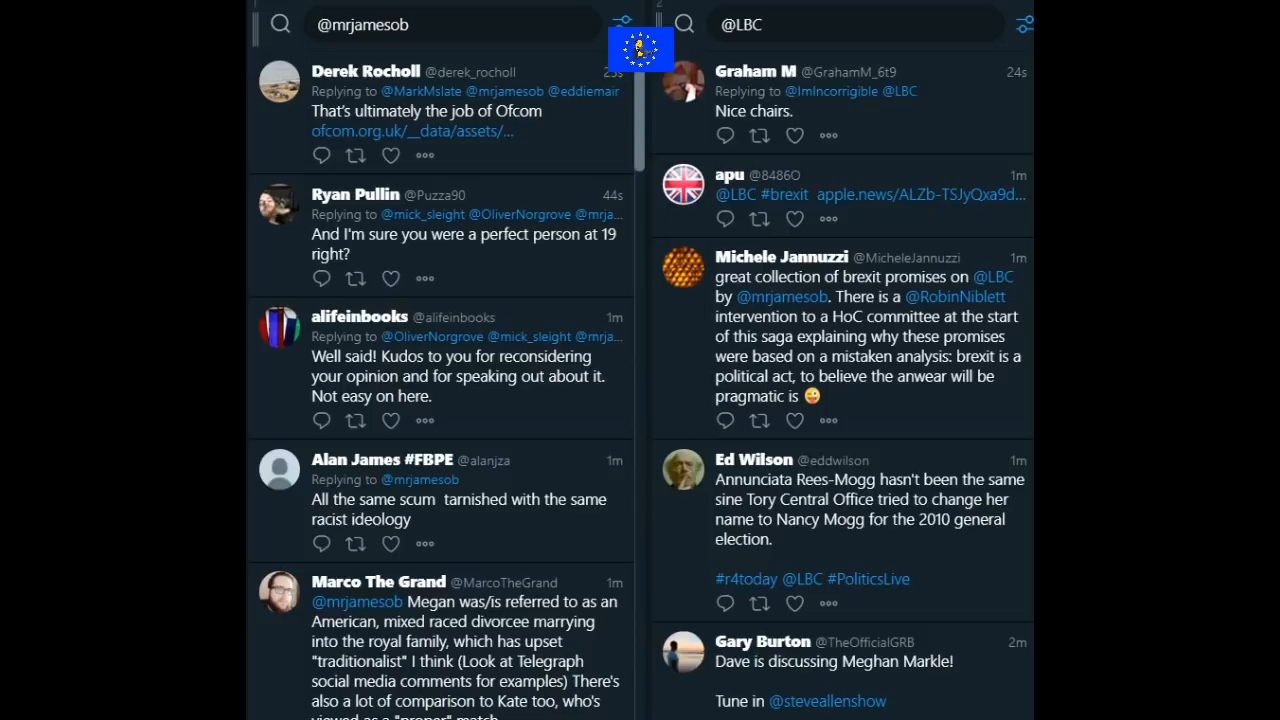 1
@mrjamesob
Derek Rocholl @derek_rocholl 23s
Replying to @MarkMslate @mrjamesob @eddiemair
That's ultimately the job of Ofcom
ofcom.org.uk/__data/assets/...
Ryan Pullin @Puzza90 44s
Replying to @mick_sleight @OliverNorgrove @mrja...
And I'm sure you were a perfect person at 19
right?
alifeinbooks @alifeinbooks 1m
Replying to @OliverNorgrove @mick_sleight @mrja...
Well said! Kudos to you for reconsidering
your opinion and for speaking out about it.
Not easy on here.
Alan James #FBPE @alanjza 1m
Replying to @mrjamesob
All the same scum tarnished with the same
racist ideology
Marco The Grand @MarcoTheGrand 1m
@mrjamesob Megan was/is referred to as an
American, mixed raced divorcee marrying
into the royal family, which has upset
"traditionalist" I think (Look at Telegraph
social media comments for examples) There's
also a lot of comparison to Kate too, who's
viewed as a "proper" match
2
@LBC
Graham M @GrahamM_6t9 24s
Replying to @ImIncorrigible @LBC
Nice chairs.
apu @8486O 1m
@LBC #brexit apple.news/ALZb-TSJyQxa9d...
Michele Jannuzzi @MicheleJannuzzi 1m
great collection of brexit promises on @LBC
by @mrjamesob. There is a @RobinNiblett
intervention to a HoC committee at the start
of this saga explaining why these promises
were based on a mistaken analysis: brexit is a
political act, to believe the anwear will be
pragmatic is 😜
Ed Wilson @eddwilson 1m
Annunciata Rees-Mogg hasn't been the same
sine Tory Central Office tried to change her
name to Nancy Mogg for the 2010 general
election.
#r4today @LBC #PoliticsLive
Gary Burton @TheOfficialGRB 2m
Dave is discussing Meghan Markle!
Tune in @steveallenshow